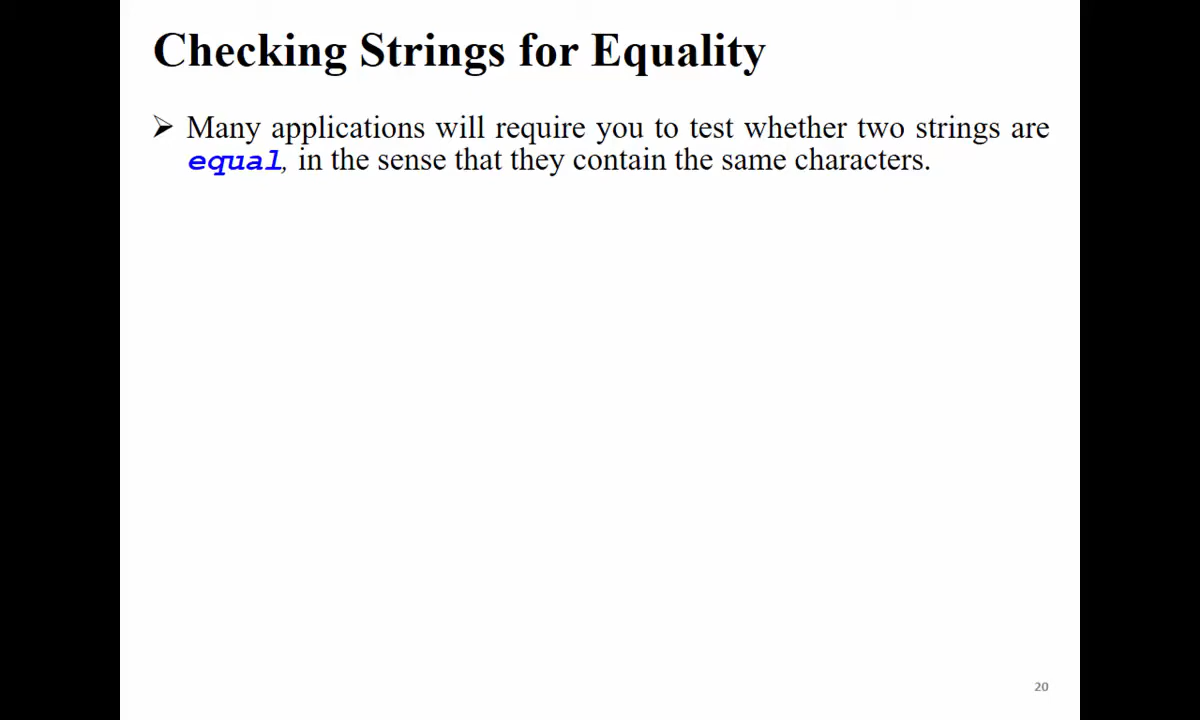 Checking Strings for Equality
➢ Many applications will require you to test whether two strings are
equal, in the sense that they contain the same characters.
20